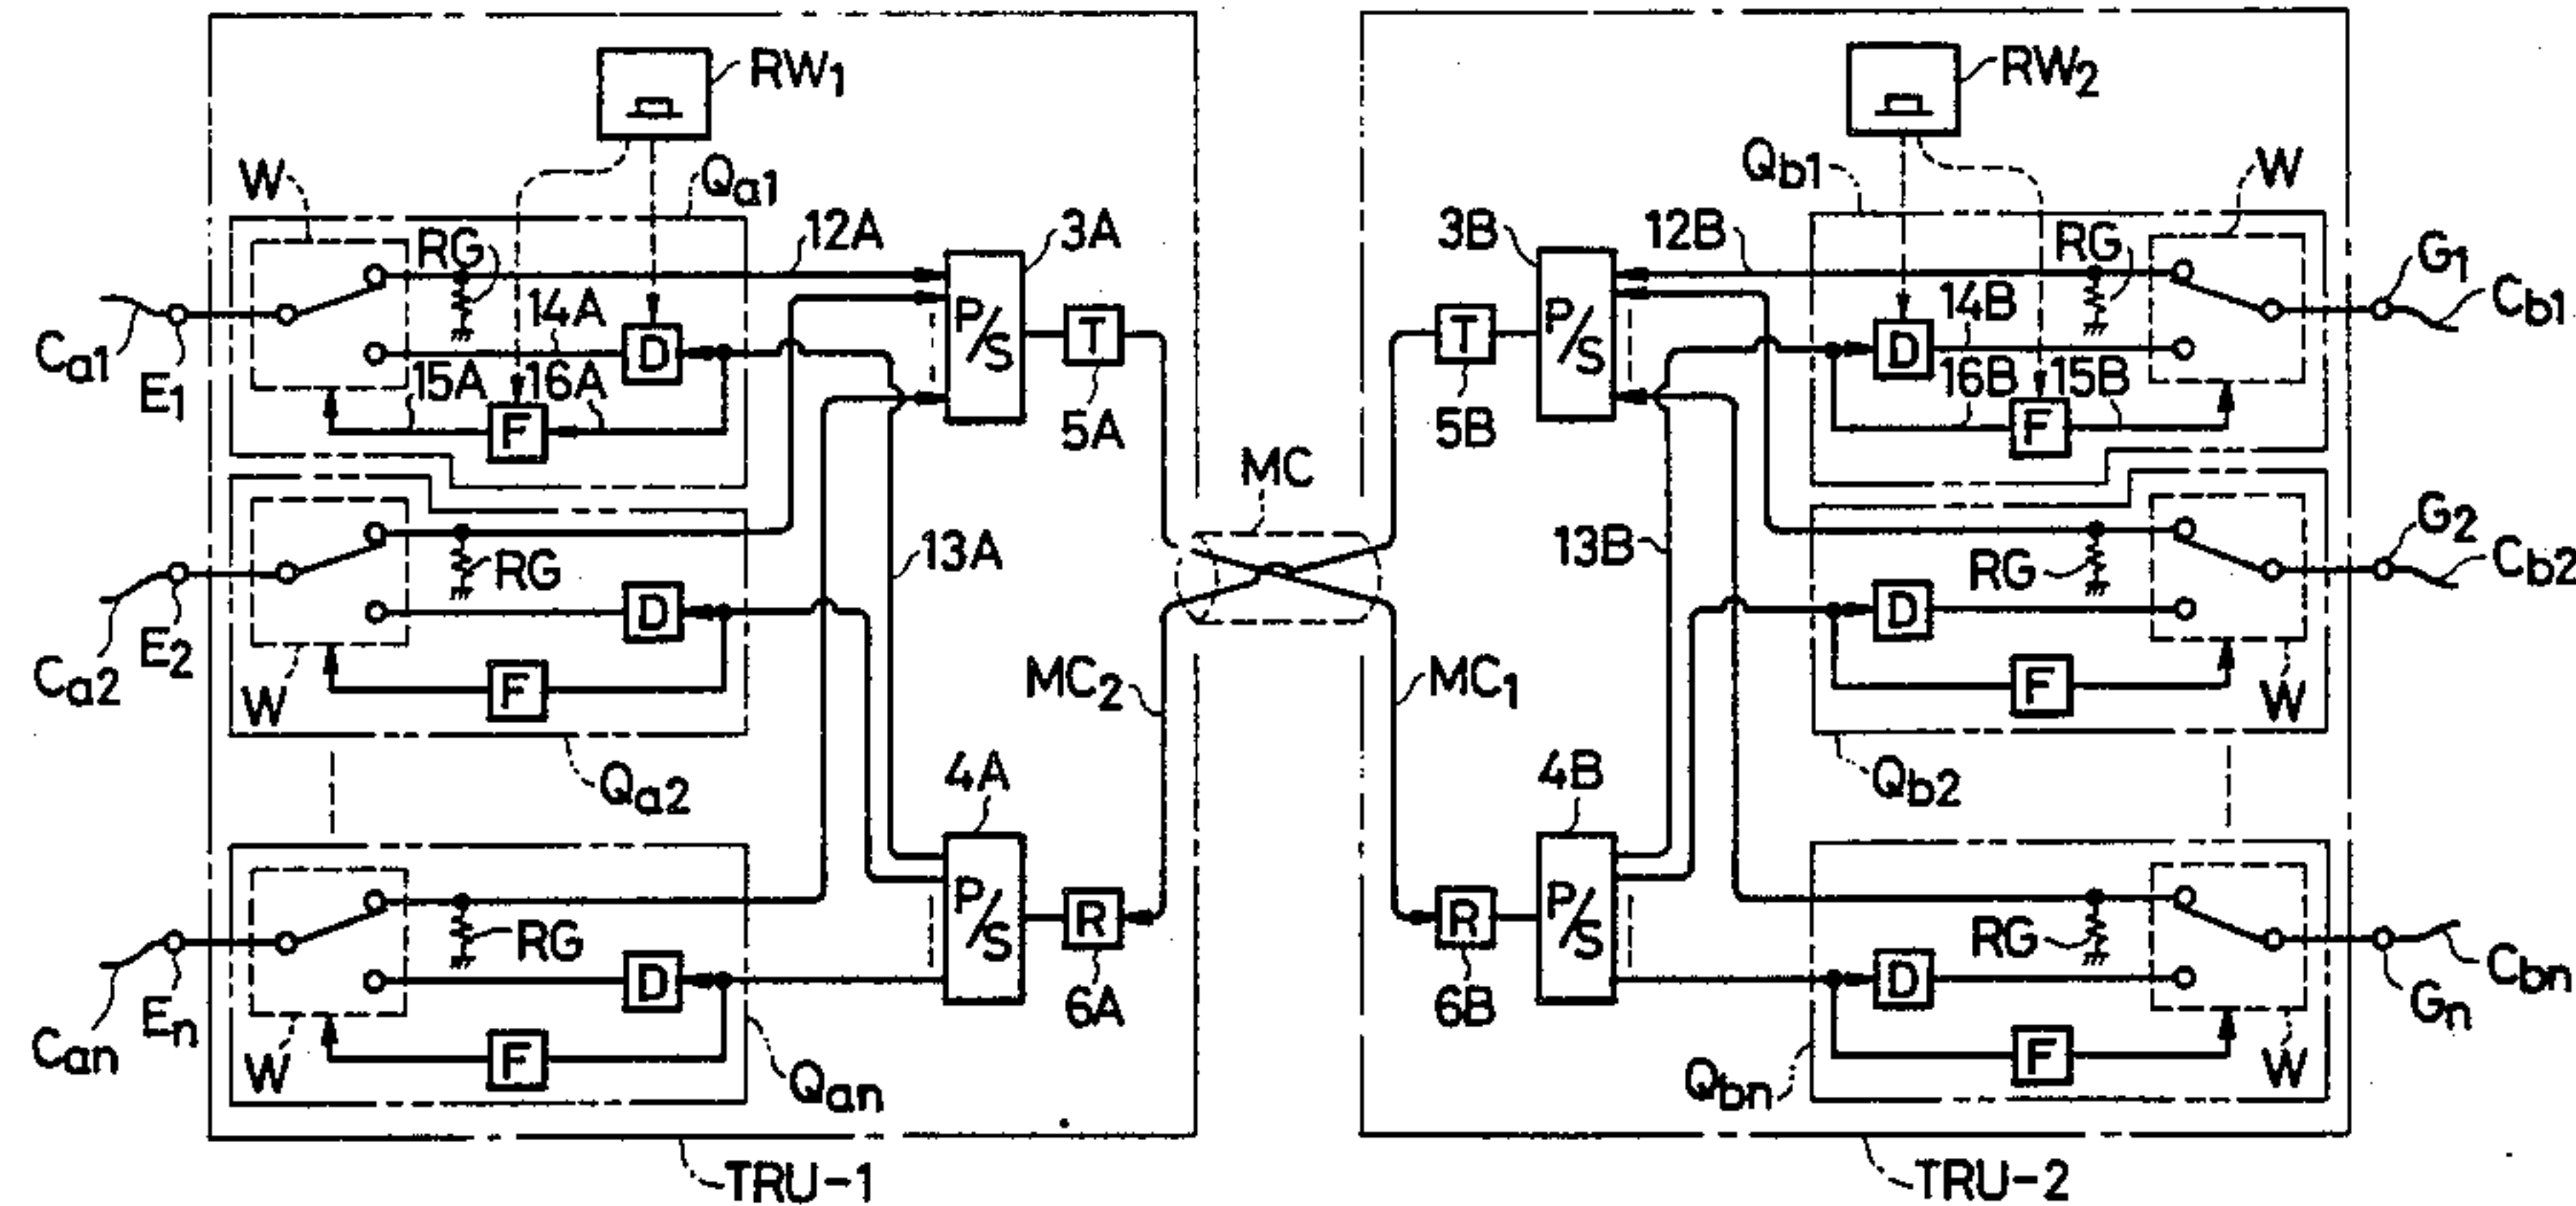 RW1
RW2
W
Qa1
Qb1
W
RG
12A
3A
3B
12B
RG
G1
Cb1
P/S
T
T
P/S
14A
D
D
14B
Ca1
E1
15A
16A
F
5A
5B
16B
15B
F
MC
RG
13A
13B
RG
G2
Cb2
D
D
Ca2
E2
W
F
MC2
MC1
F
W
Qa2
4A
4B
Qb2
RG
P/S
R
R
P/S
RG
Cbn
D
D
Can
En
W
F
Qan
6A
6B
Qbn
F
W
Gn
TRU-1
TRU-2